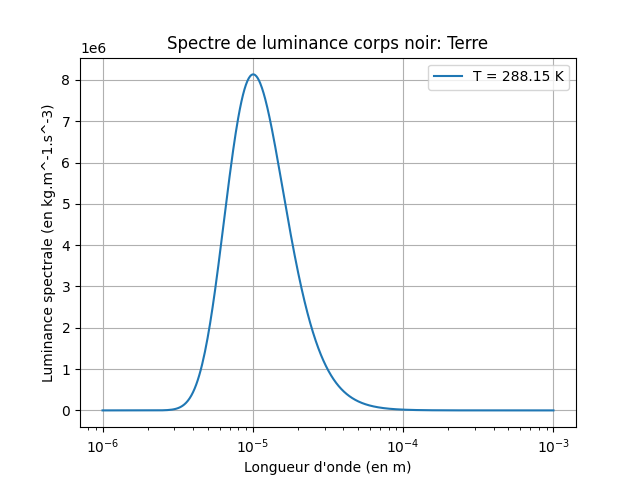 Spectre de luminance corps noir: Terre
1e6
T = 288.15 K
8
7
6
5
4
3
2
1
0
Luminance spectrale (en kg.m^-1.s^-3)
10⁻⁶
10⁻⁵
10⁻⁴
10⁻³
Longueur d'onde (en m)